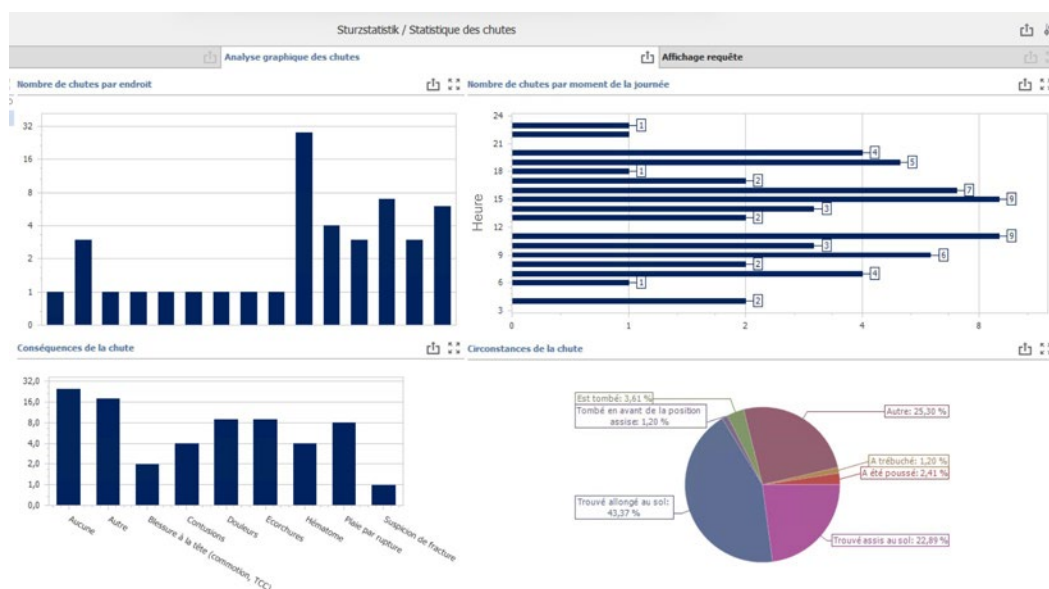 Sturzstatistik / Statistique des chutes
Analyse graphique des chutes
Affichage requête
Nombre de chutes par endroit
Nombre de chutes par moment de la journée
32
16
8
4
2
1
0
Heure
24
21
18
15
12
9
6
3
1
4
5
1
2
7
9
3
2
9
3
6
2
4
1
2
0
1
2
4
8
Conséquences de la chute
Circonstances de la chute
32,0
16,0
8,0
4,0
2,0
1,0
0,0
Aucune
Autre
Blessure à la tête (commotion, TCC)
Contusions
Douleurs
Ecorchures
Hématome
Plaie par rupture
Suspicion de fracture
Est tombé: 3,61 %
Tombé en avant de la position
assise: 1,20 %
Trouvé allongé au sol:
43,37 %
Autre: 25,30 %
A trébuché: 1,20 %
A été poussé: 2,41 %
Trouvé assis au sol: 22,89 %